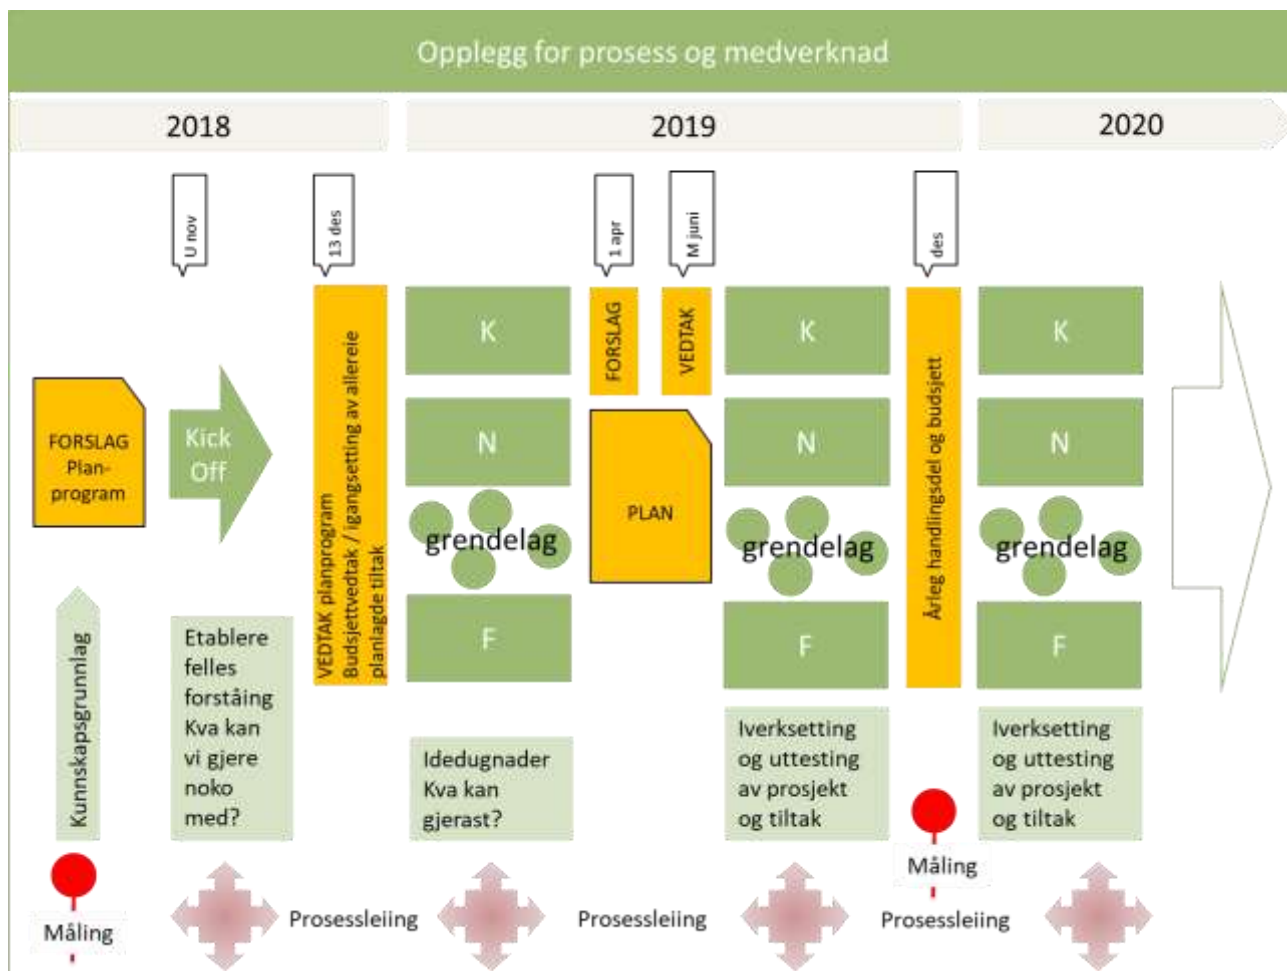 Opplegg for prosess og medverknad
2018
2019
2020
U nov
13 des
1 apr
M juni
des
FORSLAG
Plan-
program
Kick
Off
VEDTAK planprogram
Budsjettvedtak / igangsetting av allereie
planlagde tiltak
K
N
grendelag
F
FORSLAG
VEDTAK
PLAN
K
N
grendelag
F
Årleg handlingsdel og budsjett
K
N
grendelag
F
Kunnskapsgrunnlag
Etablere
felles
forståing
Kva kan
vi gjere
noko
med?
Idedugnader
Kva kan
gjerast?
Iverksetting
og uttesting
av prosjekt
og tiltak
Iverksetting
og uttesting
av prosjekt
og tiltak
Måling
Prosessleiing
Prosessleiing
Måling
Prosessleiing